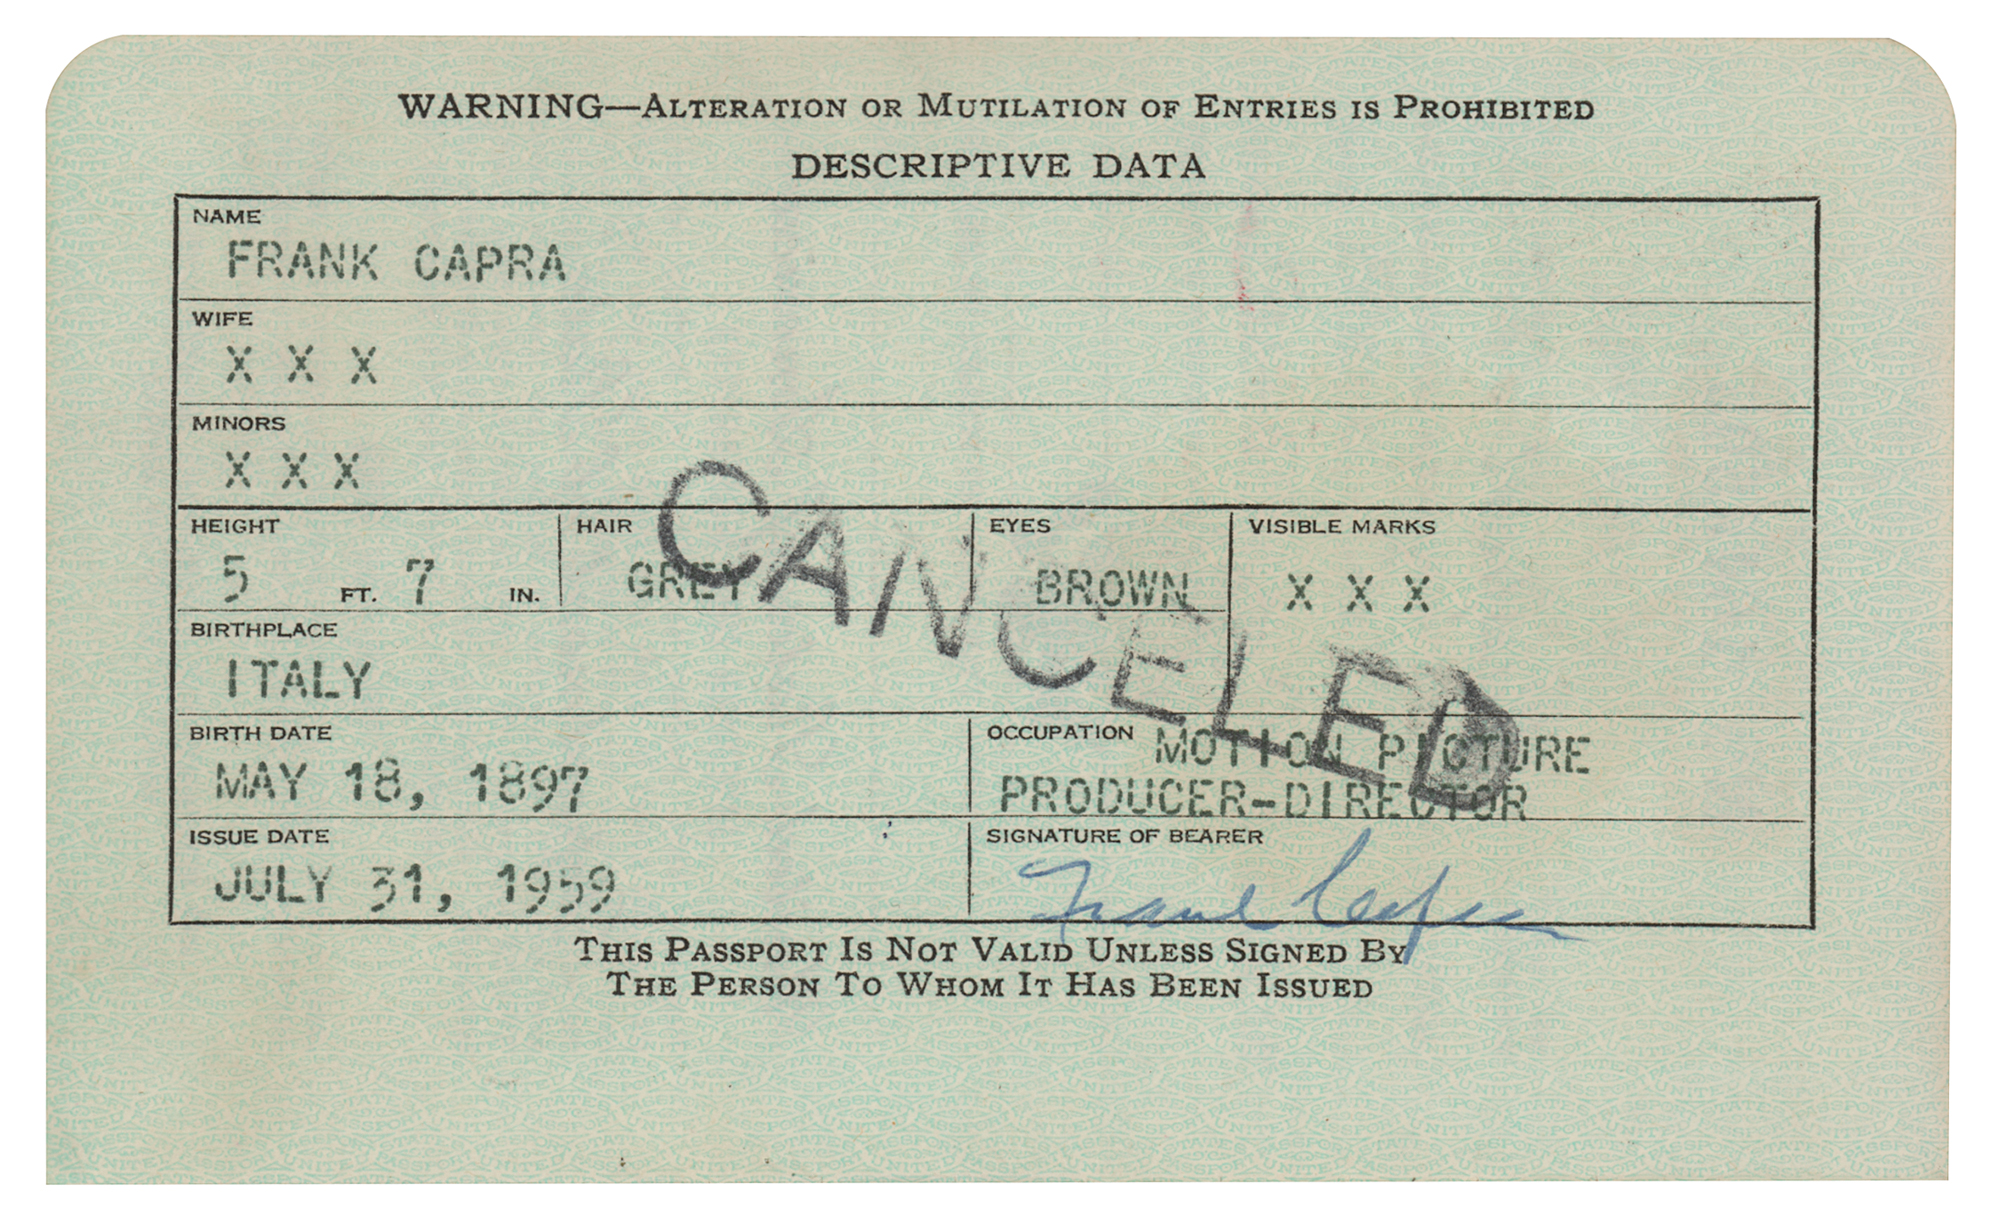 WARNING—ALTERATION OR MUTILATION OF ENTRIES IS PROHIBITED
DESCRIPTIVE DATA
NAME
FRANK CAPRA
WIFE
X X X
MINORS
X X X
HEIGHT
5 FT. 7 IN.
HAIR
GREY
EYES
BROWN
VISIBLE MARKS
X X X
CANCELED
BIRTHPLACE
ITALY
BIRTH DATE
MAY 18, 1897
OCCUPATION MOTION PICTURE
PRODUCER-DIRECTOR
ISSUE DATE
JULY 31, 1959
SIGNATURE OF BEARER
Frank Capra
THIS PASSPORT IS NOT VALID UNLESS SIGNED BY
THE PERSON TO WHOM IT HAS BEEN ISSUED